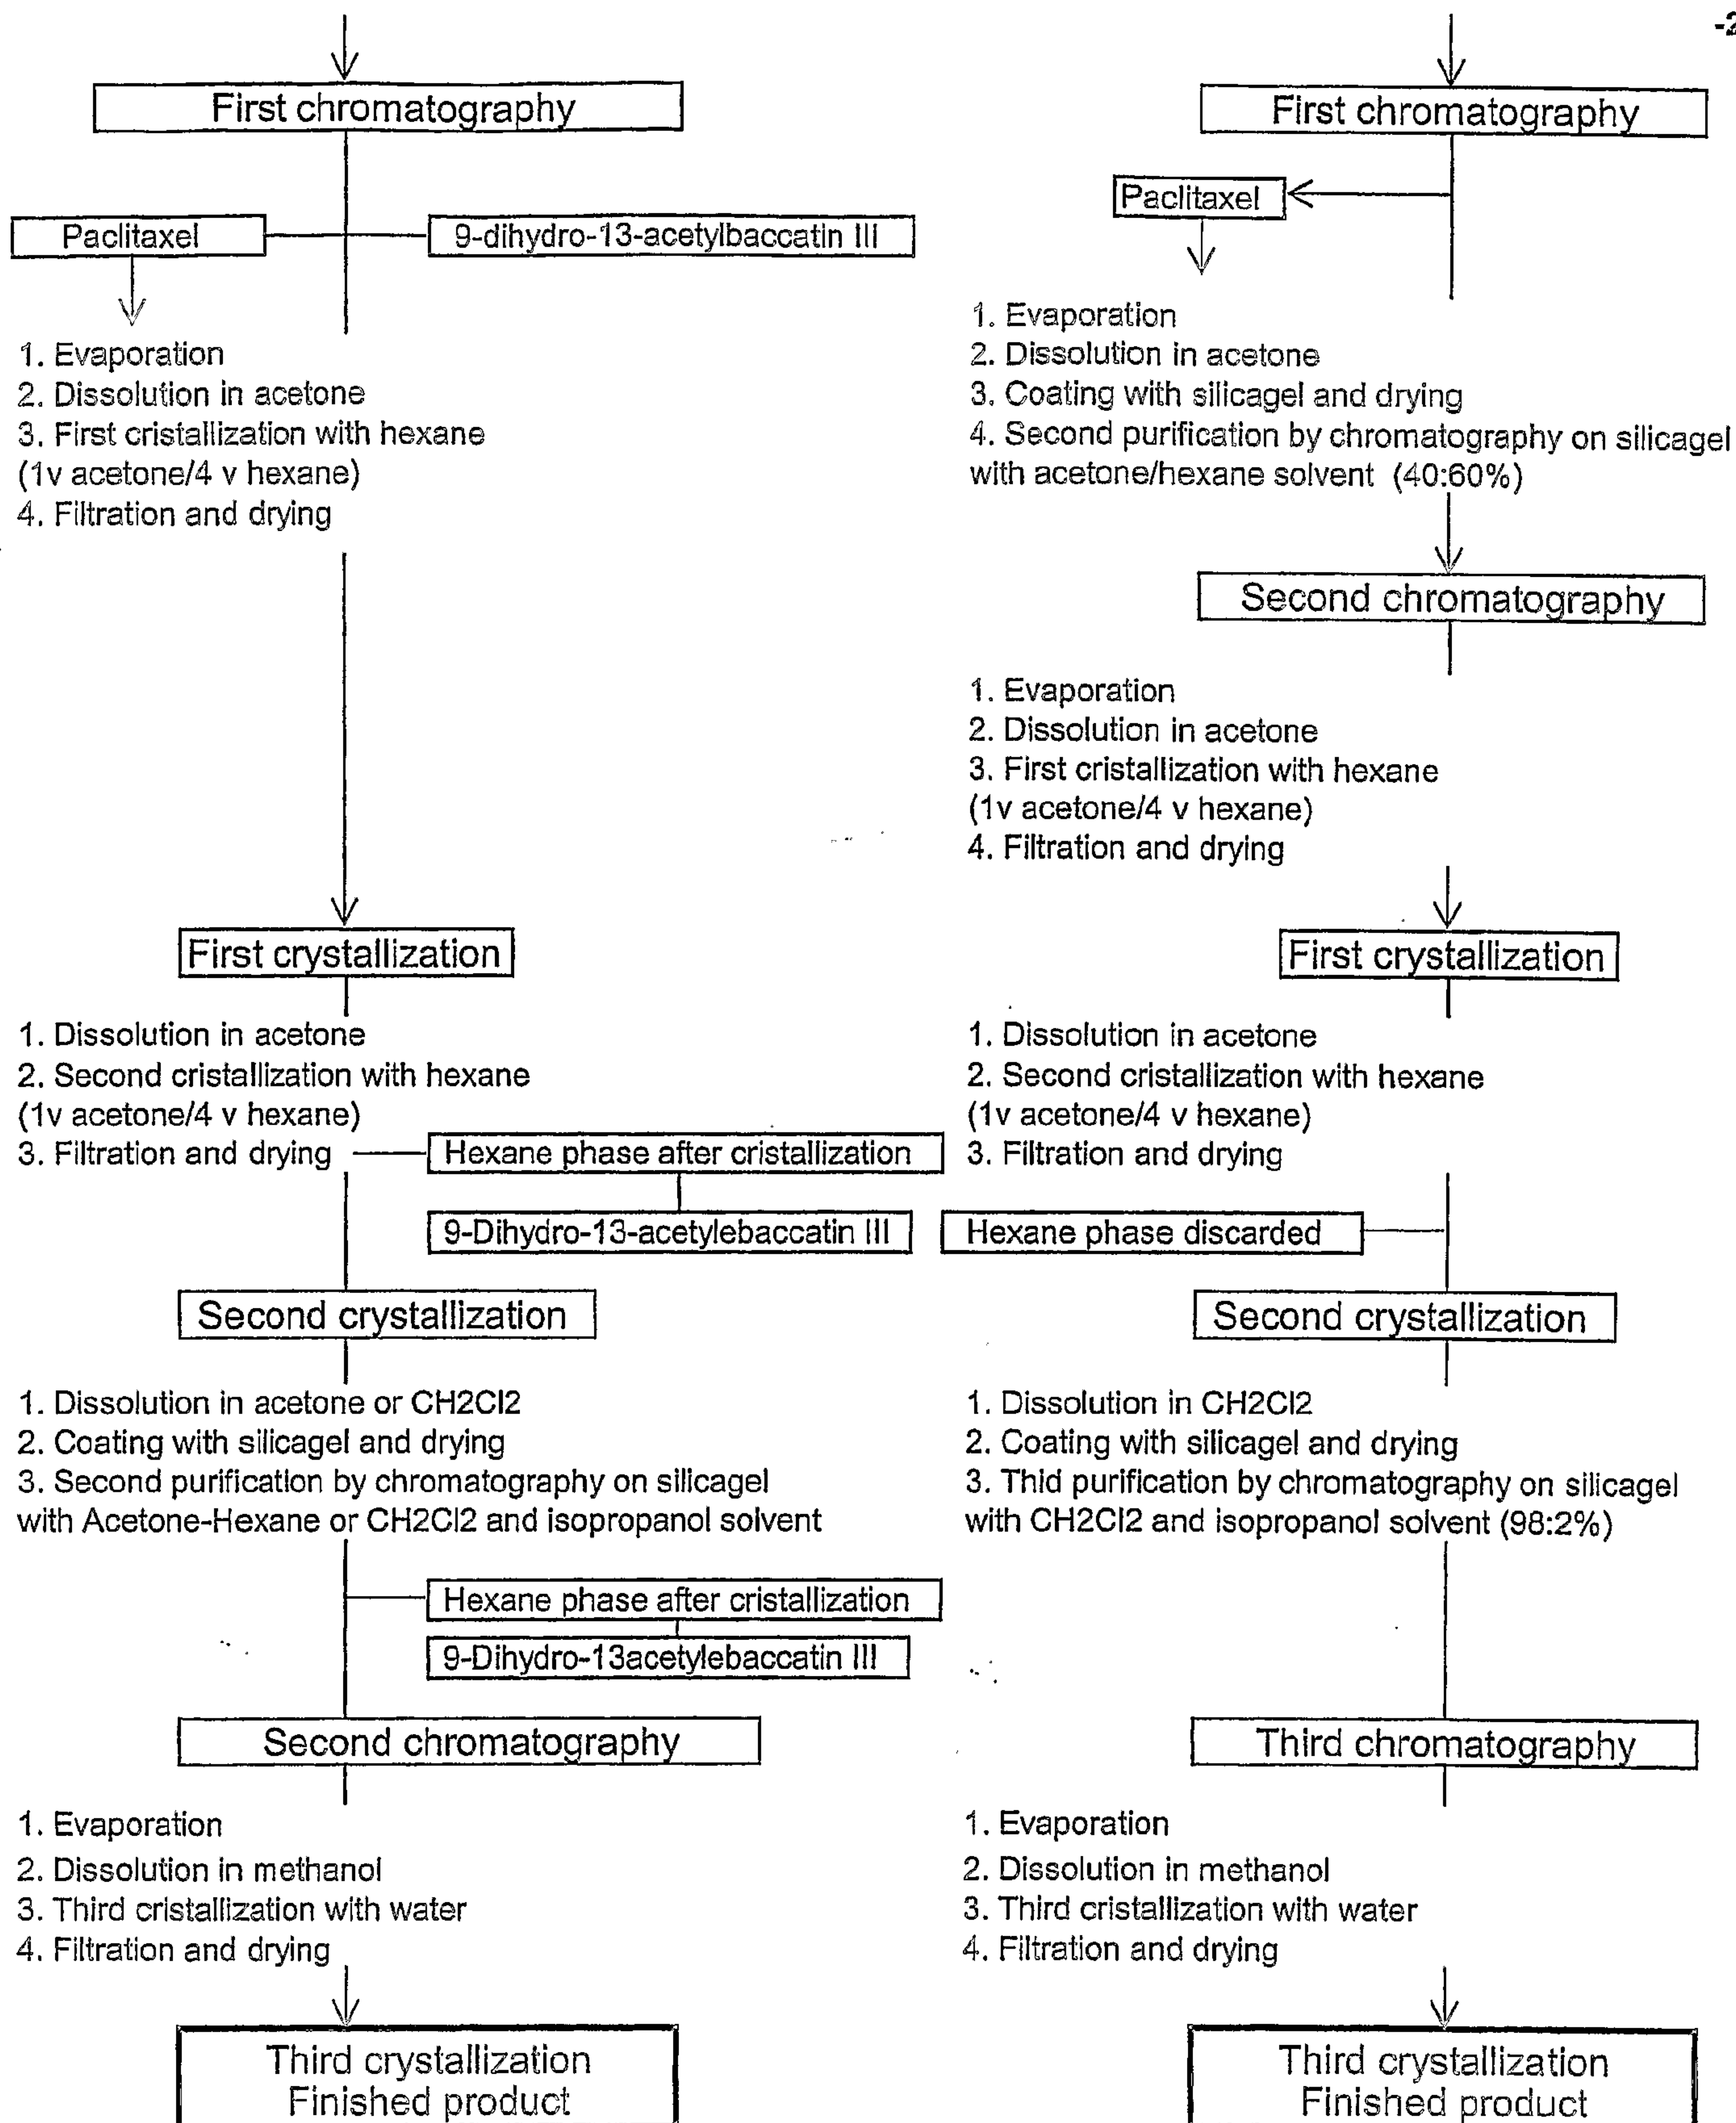 -2
First chromatography
Paclitaxel
9-dihydro-13-acetylbaccatin III
1. Evaporation
2. Dissolution in acetone
3. First cristallization with hexane
(1v acetone/4 v hexane)
4. Filtration and drying
First crystallization
1. Dissolution in acetone
2. Second cristallization with hexane
(1v acetone/4 v hexane)
3. Filtration and drying
Hexane phase after cristallization
9-Dihydro-13-acetylebaccatin III
Second crystallization
1. Dissolution in acetone or CH2Cl2
2. Coating with silicagel and drying
3. Second purification by chromatography on silicagel
with Acetone-Hexane or CH2Cl2 and isopropanol solvent
Hexane phase after cristallization
9-Dihydro-13acetylebaccatin III
Second chromatography
1. Evaporation
2. Dissolution in methanol
3. Third cristallization with water
4. Filtration and drying
Third crystallization
Finished product
First chromatography
Paclitaxel
1. Evaporation
2. Dissolution in acetone
3. Coating with silicagel and drying
4. Second purification by chromatography on silicagel
with acetone/hexane solvent (40:60%)
Second chromatography
1. Evaporation
2. Dissolution in acetone
3. First cristallization with hexane
(1v acetone/4 v hexane)
4. Filtration and drying
First crystallization
1. Dissolution in acetone
2. Second cristallization with hexane
(1v acetone/4 v hexane)
3. Filtration and drying
Hexane phase discarded
Second crystallization
1. Dissolution in CH2Cl2
2. Coating with silicagel and drying
3. Thid purification by chromatography on silicagel
with CH2Cl2 and isopropanol solvent (98:2%)
Third chromatography
1. Evaporation
2. Dissolution in methanol
3. Third cristallization with water
4. Filtration and drying
Third crystallization
Finished product